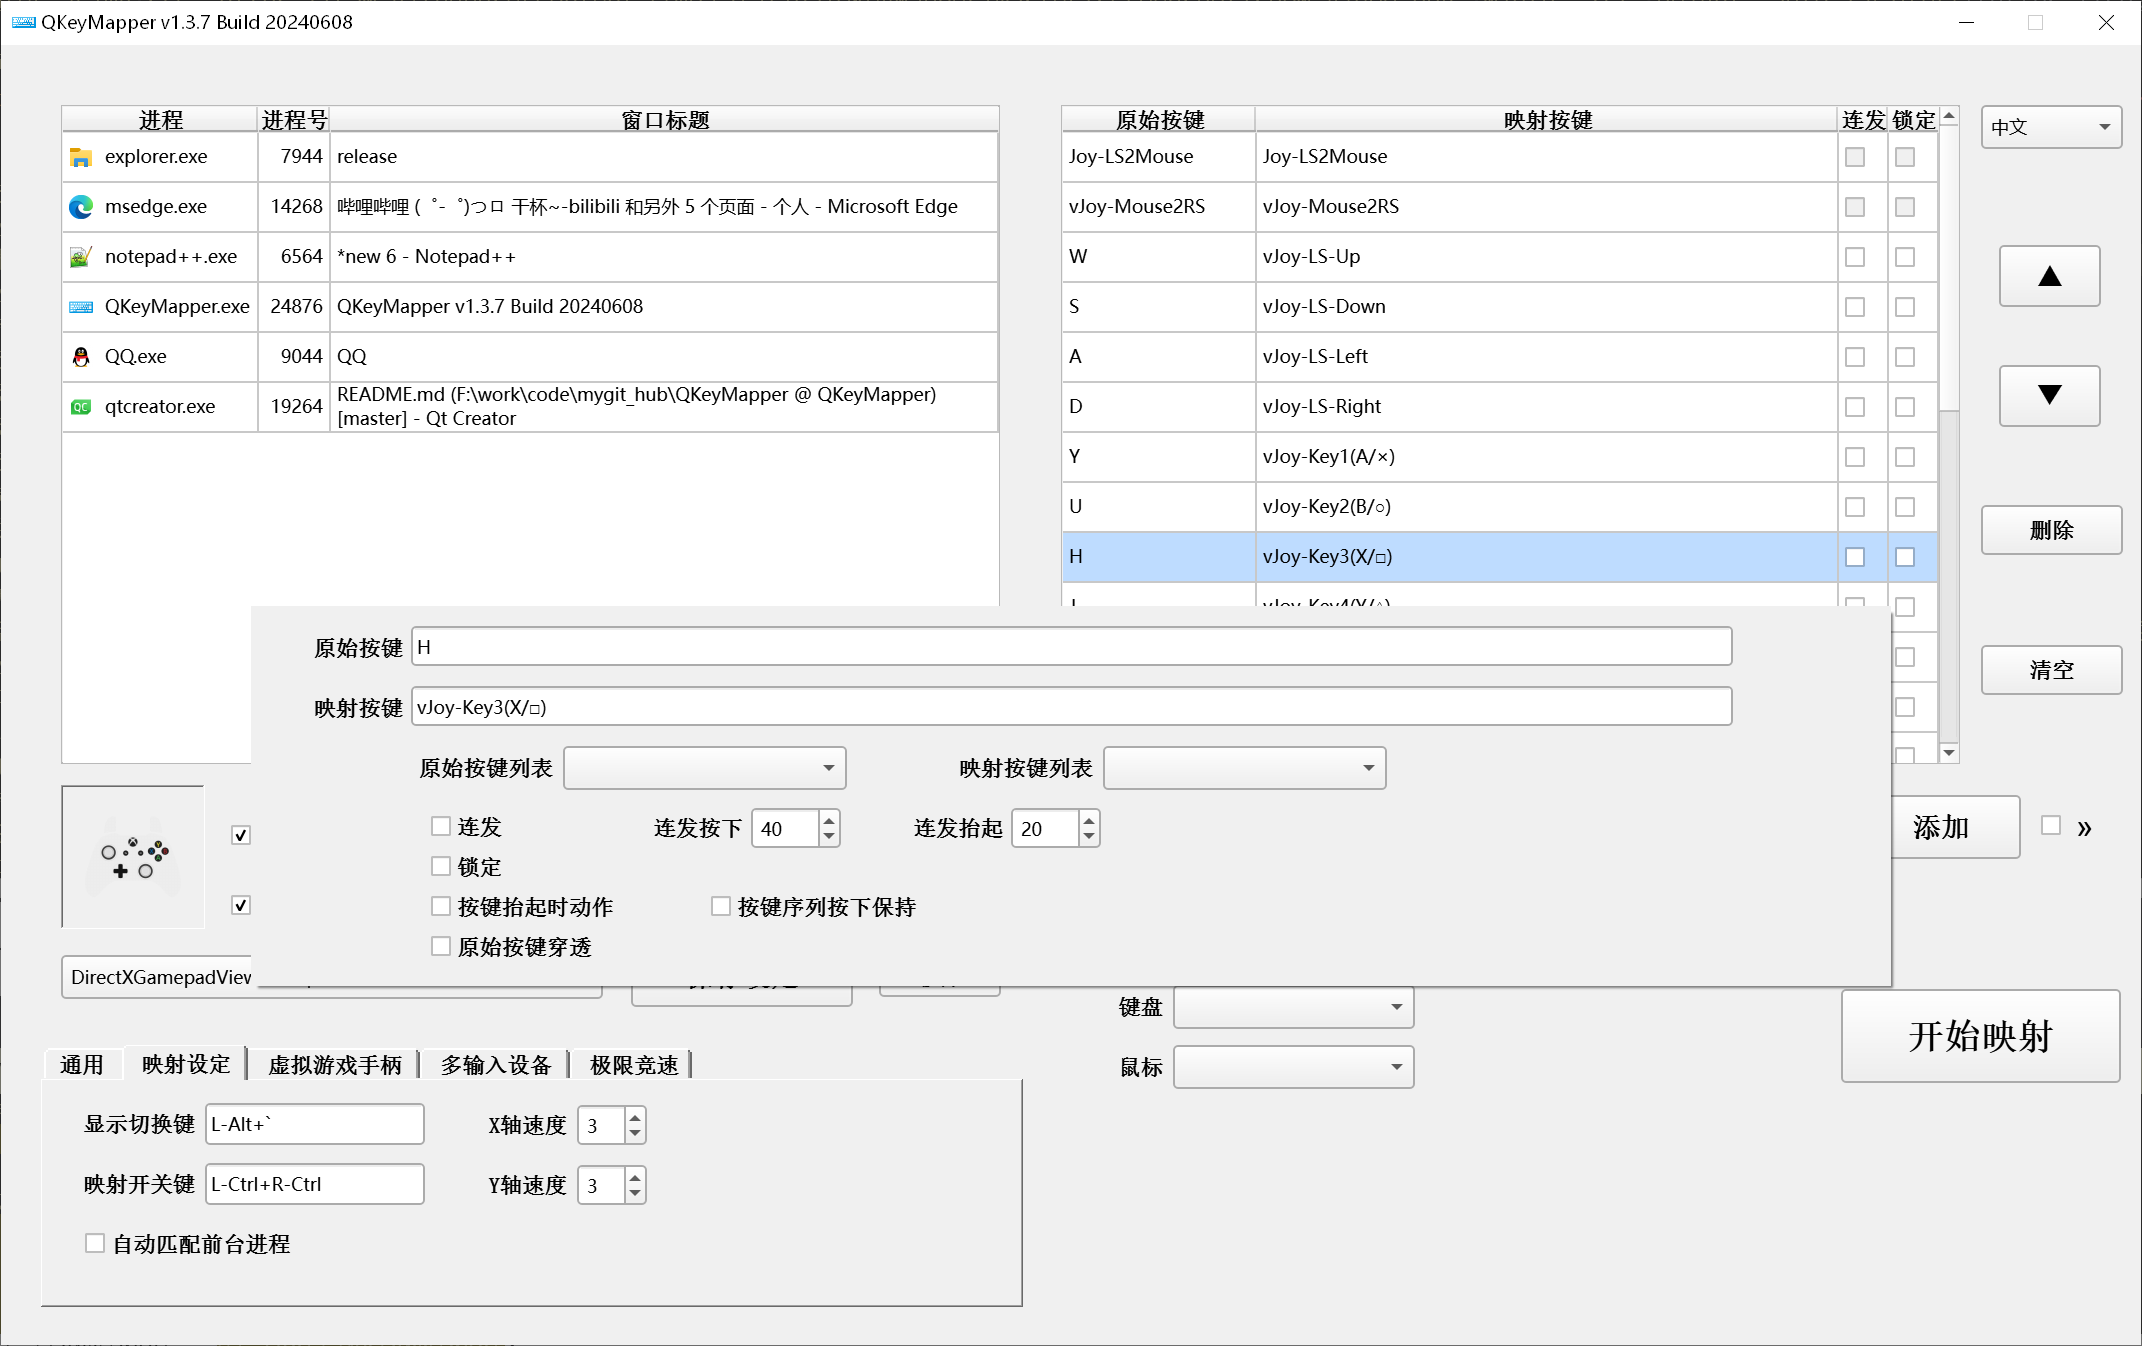 QKeyMapper v1.3.7 Build 20240608
进程 进程号 窗口标题
explorer.exe 7944 release
msedge.exe 14268 哔哩哔哩 (゜-゜)つロ 干杯~-bilibili 和另外 5 个页面 - 个人 - Microsoft Edge
notepad++.exe 6564 *new 6 - Notepad++
QKeyMapper.exe 24876 QKeyMapper v1.3.7 Build 20240608
QQ.exe 9044 QQ
qtcreator.exe 19264 README.md (F:\work\code\mygit_hub\QKeyMapper @ QKeyMapper)
[master] - Qt Creator
原始按键 映射按键 连发 锁定
Joy-LS2Mouse Joy-LS2Mouse
vJoy-Mouse2RS vJoy-Mouse2RS
W vJoy-LS-Up
S vJoy-LS-Down
A vJoy-LS-Left
D vJoy-LS-Right
Y vJoy-Key1(A/×)
U vJoy-Key2(B/○)
H vJoy-Key3(X/□)
中文
▲
▼
删除
清空
原始按键 H
映射按键 vJoy-Key3(X/□)
原始按键列表 映射按键列表
连发 连发按下 40 连发抬起 20
锁定
按键抬起时动作 按键序列按下保持
原始按键穿透
添加 »
DirectXGamepadView
键盘
鼠标
开始映射
通用 映射设定 虚拟游戏手柄 多输入设备 极限竞速
显示切换键 L-Alt+` X轴速度 3
映射开关键 L-Ctrl+R-Ctrl Y轴速度 3
自动匹配前台进程